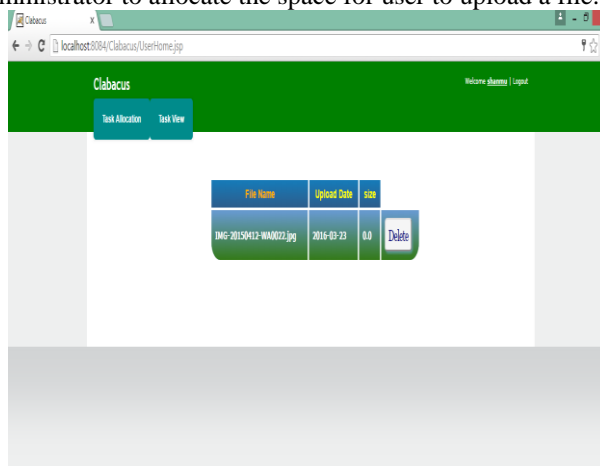 ministrator to allocate the space for user to upload a file.
Clabacus
localhost:8084/Clabacus/UserHome.jsp
Clabacus
Welcome shanmu | Logout
Task Allocation Task View
File Name Upload Date size
IMG-20150412-WA0022.jpg 2016-03-23 0.0 Delete